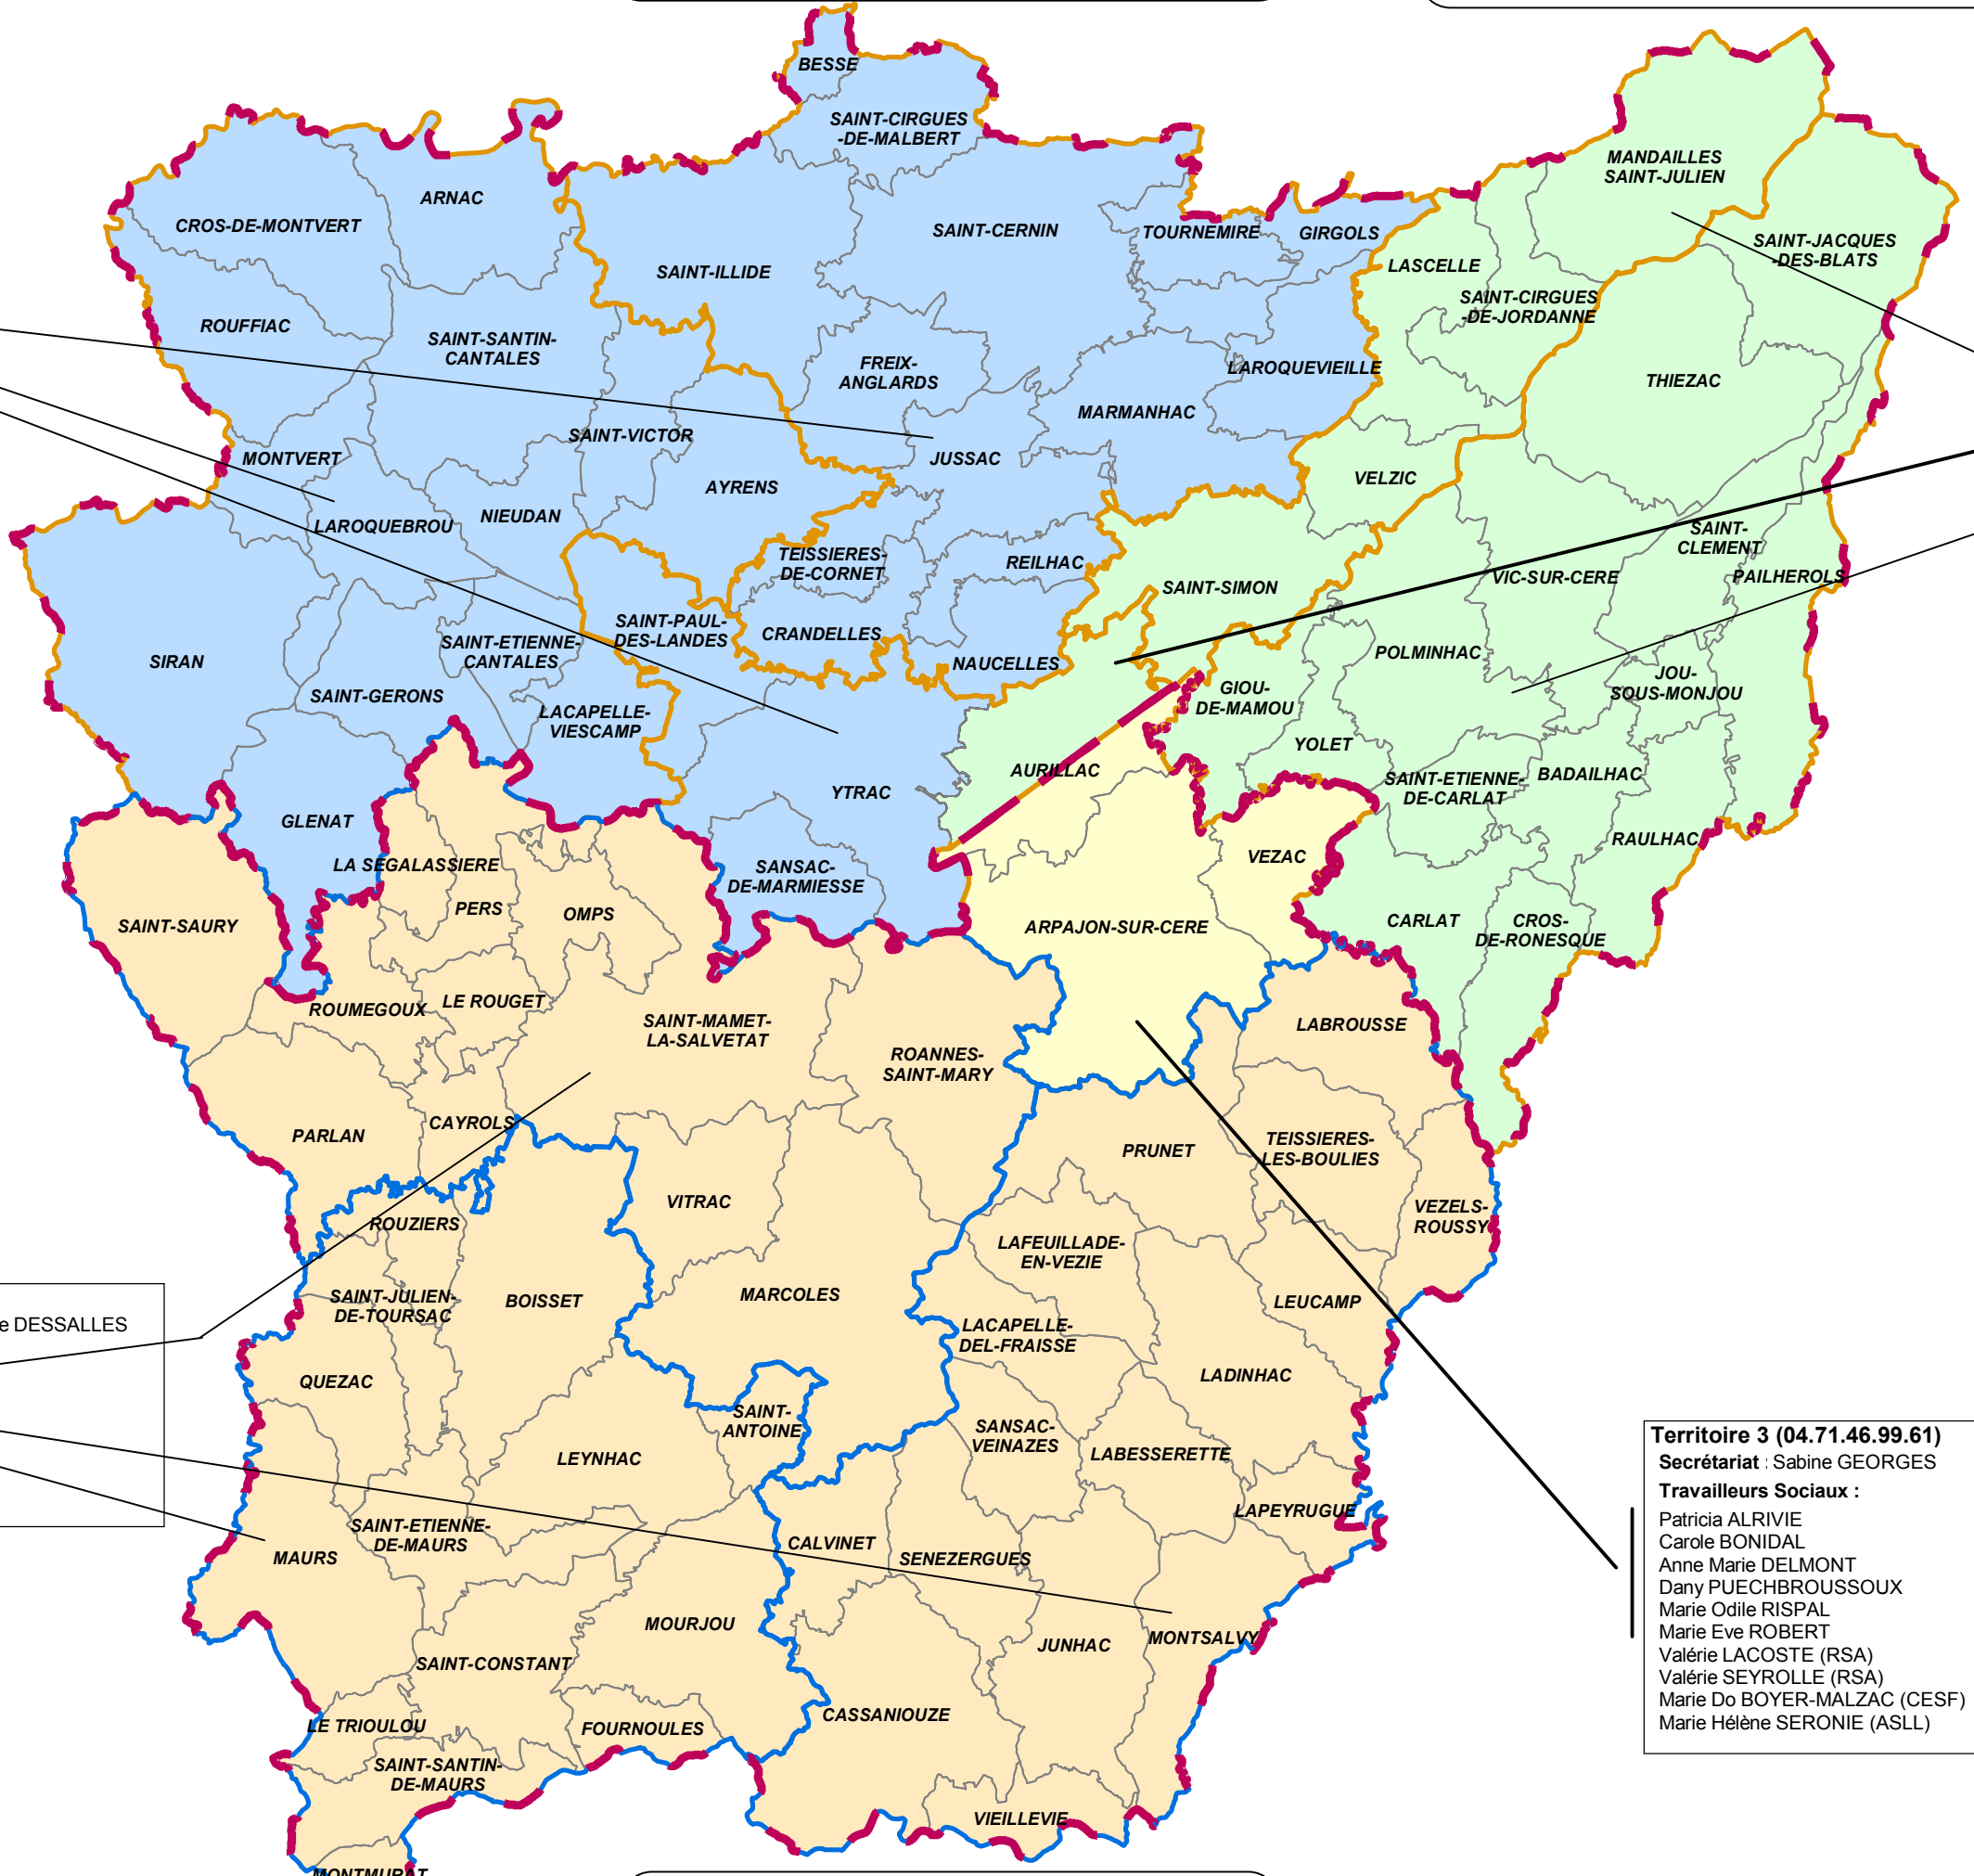 BESSE
SAINT-CIRGUES
-DE-MALBERT
MANDAILLES
SAINT-JULIEN
ARNAC
CROS-DE-MONTVERT
SAINT-CERNIN
TOURNEMIRE
GIRGOLS
SAINT-JACQUES
-DES-BLATS
SAINT-ILLIDE
LASCELLE
SAINT-CIRGUES
-DE-JORDANNE
ROUFFIAC
SAINT-SANTIN-
CANTALES
FREIX-
ANGLARDS
LAROQUEVIEILLE
THIEZAC
MARMANHAC
SAINT-VICTOR
MONTVERT
JUSSAC
VELZIC
AYRENS
LAROQUEBROU
NIEUDAN
SAINT-
CLEMENT
TEISSIERES-
DE-CORNET
REILHAC
VIC-SUR-CERE
PAILHEROLS
SAINT-SIMON
SAINT-PAUL-
DES-LANDES
CRANDELLES
SAINT-ETIENNE-
CANTALES
SIRAN
NAUCELLES
POLMINHAC
JOU-
SOUS-MONJOU
SAINT-GERONS
GIOU-
DE-MAMOU
LACAPELLE-
VIESCAMP
YOLET
AURILLAC
SAINT-ETIENNE-
DE-CARLAT
BADAILHAC
YTRAC
GLENAT
RAULHAC
LA SEGALASSIERE
SANSAC-
DE-MARMIESSE
VEZAC
SAINT-SAURY
PERS
OMPS
ARPAJON-SUR-CERE
CARLAT
CROS-
DE-RONESQUE
ROUMEGOUX
LE ROUGET
SAINT-MAMET-
LA-SALVETAT
LABROUSSE
ROANNES-
SAINT-MARY
CAYROLS
PARLAN
PRUNET
TEISSIERES-
LES-BOULIES
VITRAC
VEZELS-
ROUSSY
ROUZIERS
LAFEUILLADE-
EN-VEZIE
SAINT-JULIEN-
DE-TOURSAC
BOISSET
MARCOLES
LEUCAMP
e DESSALLES
LACAPELLE-
DEL-FRAISSE
QUEZAC
LADINHAC
SAINT-
ANTOINE
SANSAC-
VEINAZES
LABESSERETTE
LEYNHAC
LAPEYRUGUE
SAINT-ETIENNE-
DE-MAURS
MAURS
CALVINET
SENEZERGUES
MOURJOU
JUNHAC
MONTSALVY
SAINT-CONSTANT
CASSANIOUZE
LE TRIOULOU
FOURNOULES
SAINT-SANTIN-
DE-MAURS
VIEILLEVIE
MONTMURAT
Territoire 3 (04.71.46.99.61)
Secrétariat : Sabine GEORGES
Travailleurs Sociaux :
Patricia ALRIVIE
Carole BONIDAL
Anne Marie DELMONT
Dany PUECHBROUSSOUX
Marie Odile RISPAL
Marie Eve ROBERT
Valérie LACOSTE (RSA)
Valérie SEYROLLE (RSA)
Marie Do BOYER-MALZAC (CESF)
Marie Hélène SERONIE (ASLL)